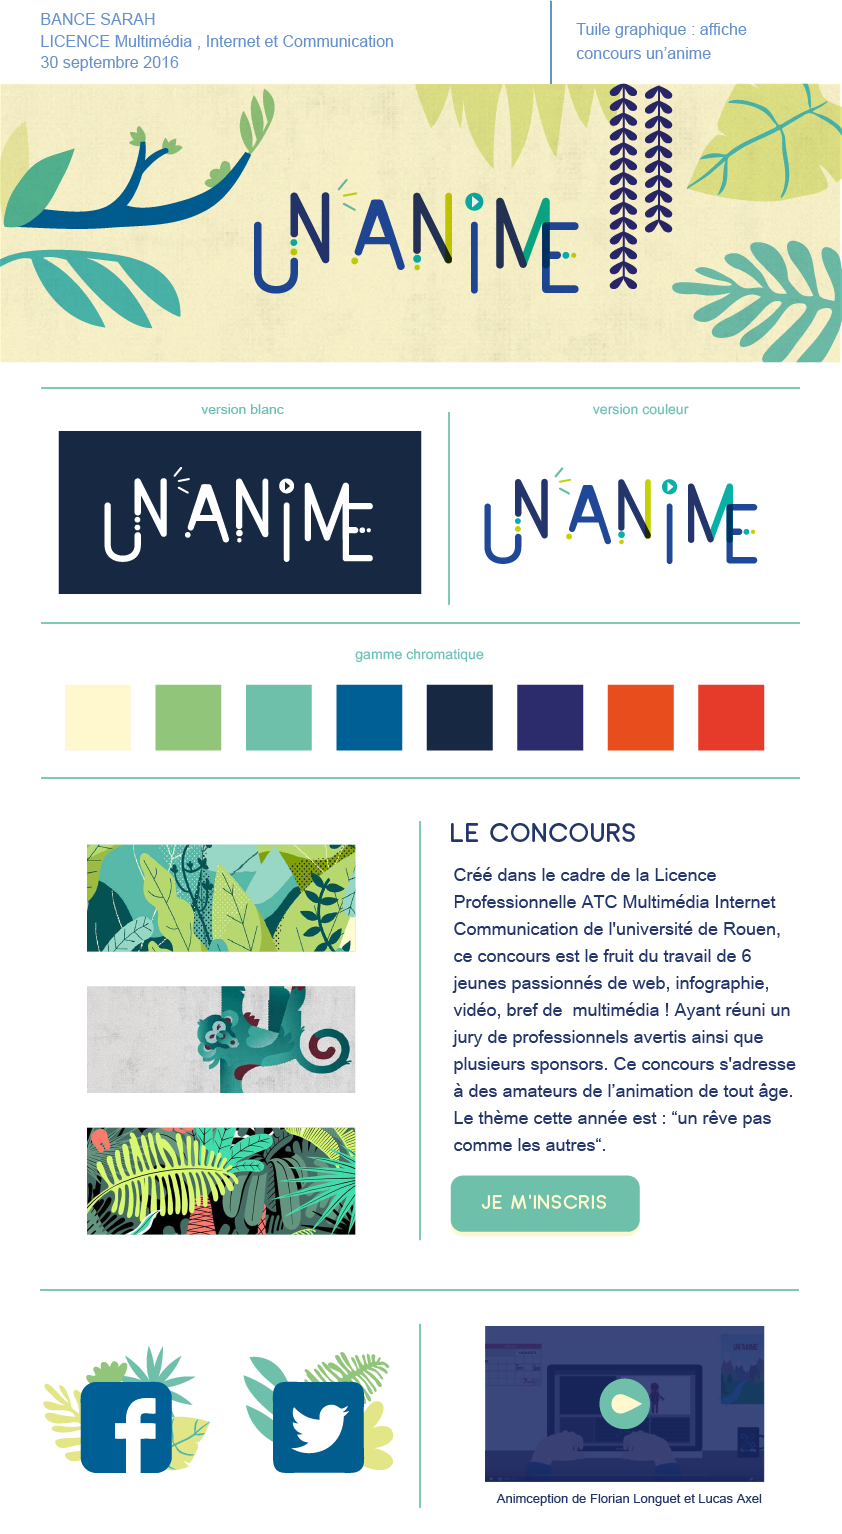 BANCE SARAH
LICENCE Multimédia , Internet et Communication
30 septembre 2016
Tuile graphique : affiche
concours un’anime
UN'ANIME
version blanc
version couleur
UN'ANIME
UN'ANIME
gamme chromatique
LE CONCOURS
Créé dans le cadre de la Licence
Professionnelle ATC Multimédia Internet
Communication de l'université de Rouen,
ce concours est le fruit du travail de 6
jeunes passionnés de web, infographie,
vidéo, bref de  multimédia ! Ayant réuni un
jury de professionnels avertis ainsi que
plusieurs sponsors. Ce concours s'adresse
à des amateurs de l’animation de tout âge.
Le thème cette année est : “un rêve pas
comme les autres“.
JE M'INSCRIS
Animception de Florian Longuet et Lucas Axel